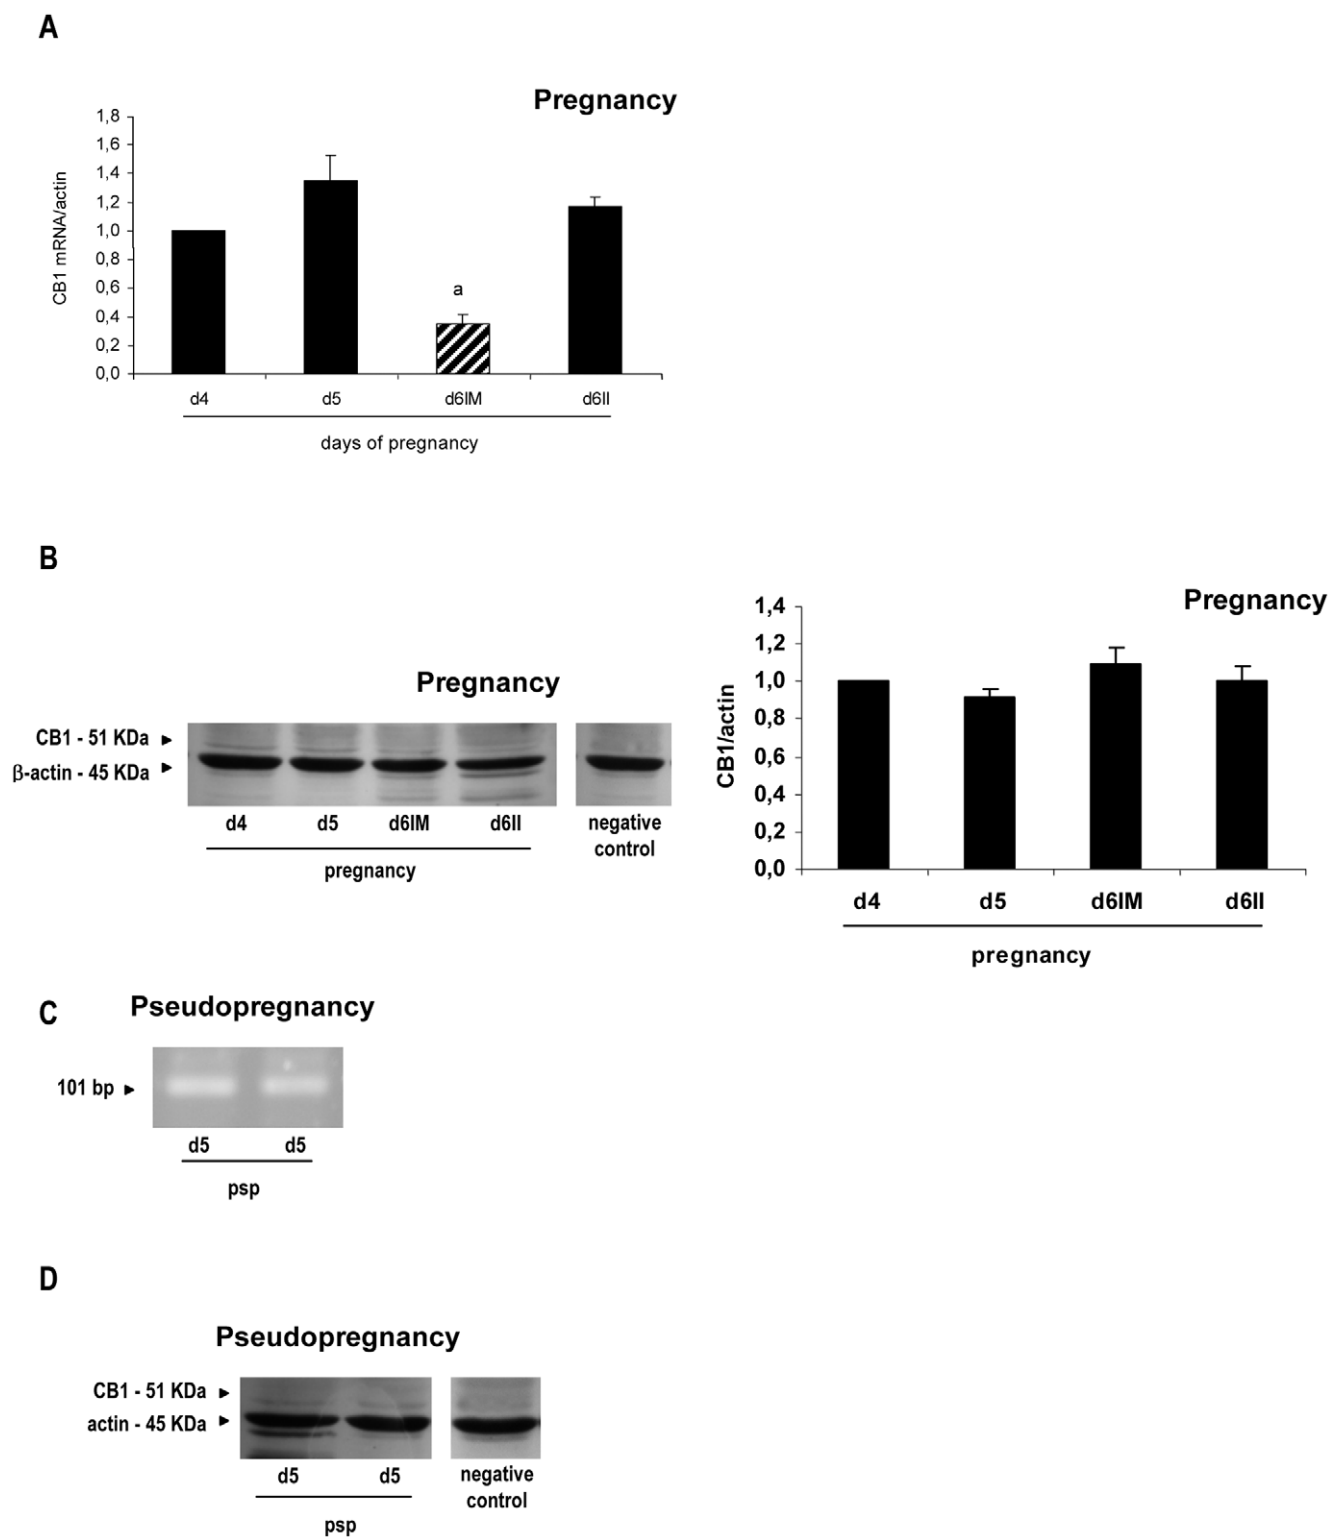 A
Pregnancy
1,8
1,6
1,4
1,2
1,0
0,8
0,6
0,4
0,2
0,0
CB1 mRNA/actin
a
d4 d5 d6IM d6II
days of pregnancy
B
Pregnancy
CB1 - 51 KDa
β-actin - 45 KDa
d4 d5 d6IM d6II
pregnancy
negative
control
Pregnancy
1,4
1,2
1,0
0,8
0,6
0,4
0,2
0,0
CB1/actin
d4 d5 d6IM d6II
pregnancy
C
Pseudopregnancy
101 bp
d5 d5
psp
D
Pseudopregnancy
CB1 - 51 KDa
actin - 45 KDa
d5 d5
psp
negative
control